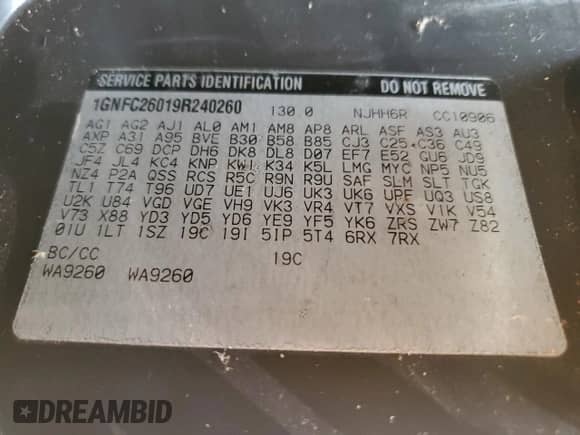 SERVICE PARTS IDENTIFICATION DO NOT REMOVE
1GNFC26019R240260 130.0 NJHH6R CC10906
AG1 AG2 AJ1 AL0 AM1 AM8 AP8 ARL ASF AS3 AU3
AXP A31 A95 BVE B30 B58 B85 CJ3 C25 C36 C49
C5Z C69 DCP DH6 DK8 DL8 D07 EF7 E52 GU6 JD9
JF4 JL4 KC4 KNP KW1 K34 K5L LMG MYC NP5 NU5
NZ4 P2A QSS RCS R5C R9N R9U SAF SLM SLT TGK
TL1 T74 T96 UD7 UE1 UJ6 UK3 UK6 UPF UQ3 US8
U2K U84 VGD VGE VH9 VK3 VR4 VT7 VXS V1K V54
V73 X88 YD3 YD5 YD6 YE9 YF5 YK6 ZRS ZW7 Z82
01U 1LT 1SZ 19C 19I 51P 5T4 6RX 7RX
BC/CC 19C
WA9260 WA9260
DREAMBID